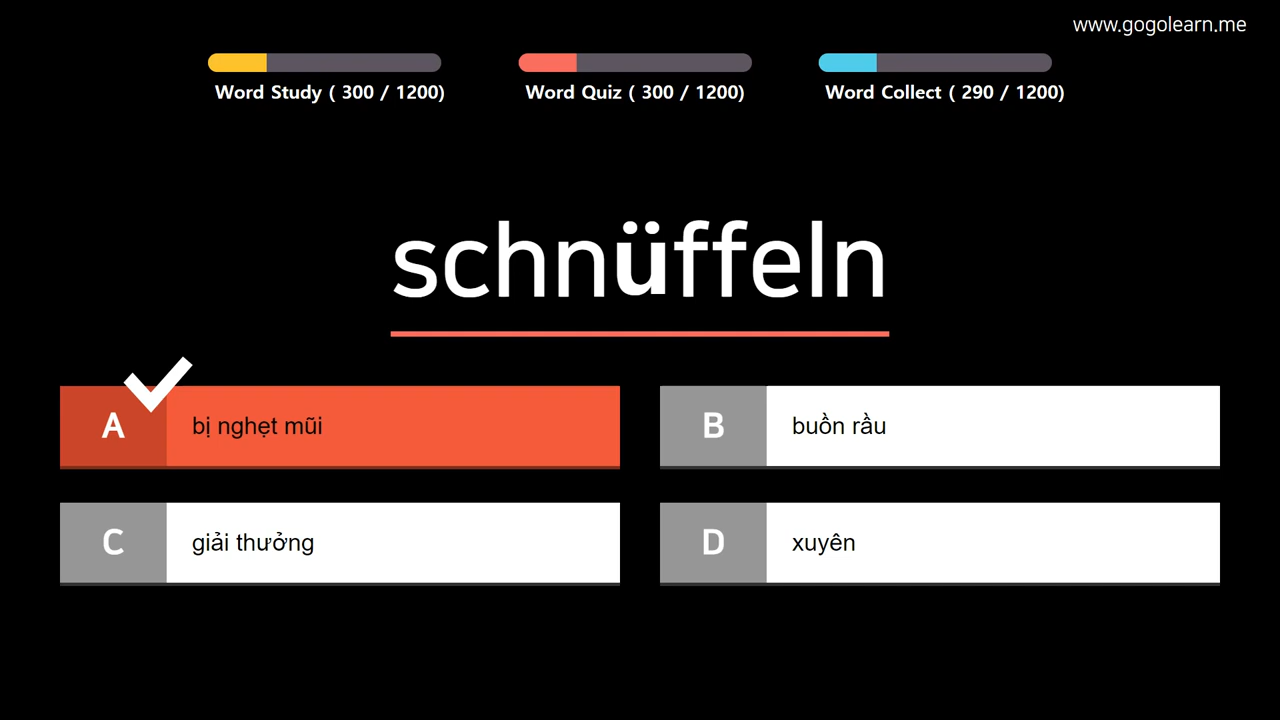 www.gogolearn.me
Word Study ( 300 / 1200)
Word Quiz ( 300 / 1200)
Word Collect ( 290 / 1200)
schnüffeln
A bị nghẹt mũi
B buồn rầu
C giải thưởng
D xuyên